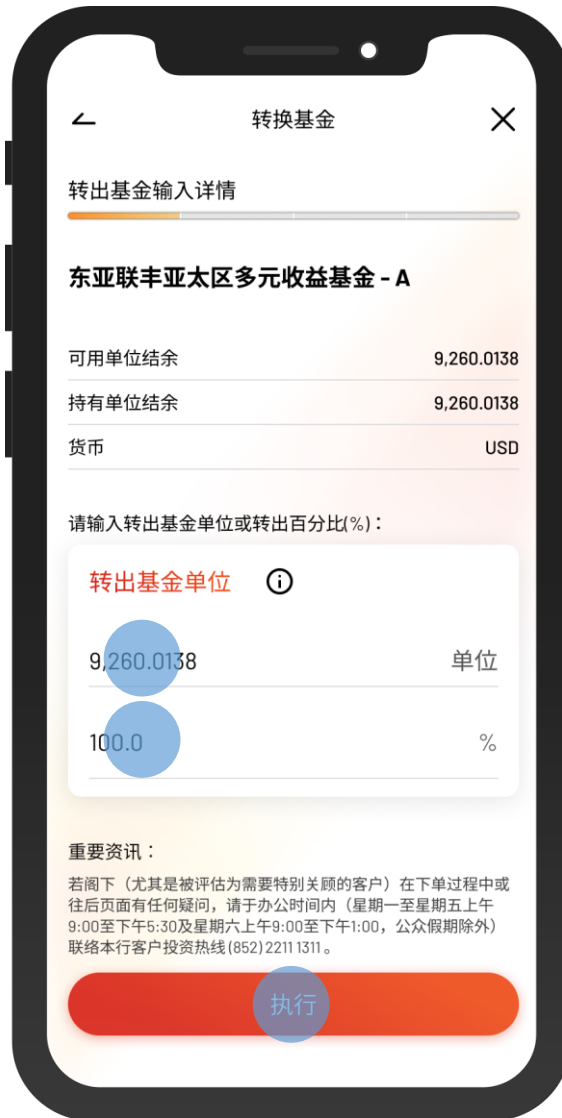 转换基金
转出基金输入详情
东亚联丰亚太区多元收益基金 - A
可用单位结余 9,260.0138
持有单位结余 9,260.0138
货币 USD
请输入转出基金单位或转出百分比(%)：
转出基金单位
9,260.0138 单位
100.0 %
重要资讯：
若阁下（尤其是被评估为需要特别关顾的客户）在下单过程中或
往后页面有任何疑问，请于办公时间内（星期一至星期五上午
9:00至下午5:30及星期六上午9:00至下午1:00，公众假期除外）
联络本行客户投资热线(852) 2211 1311。
执行